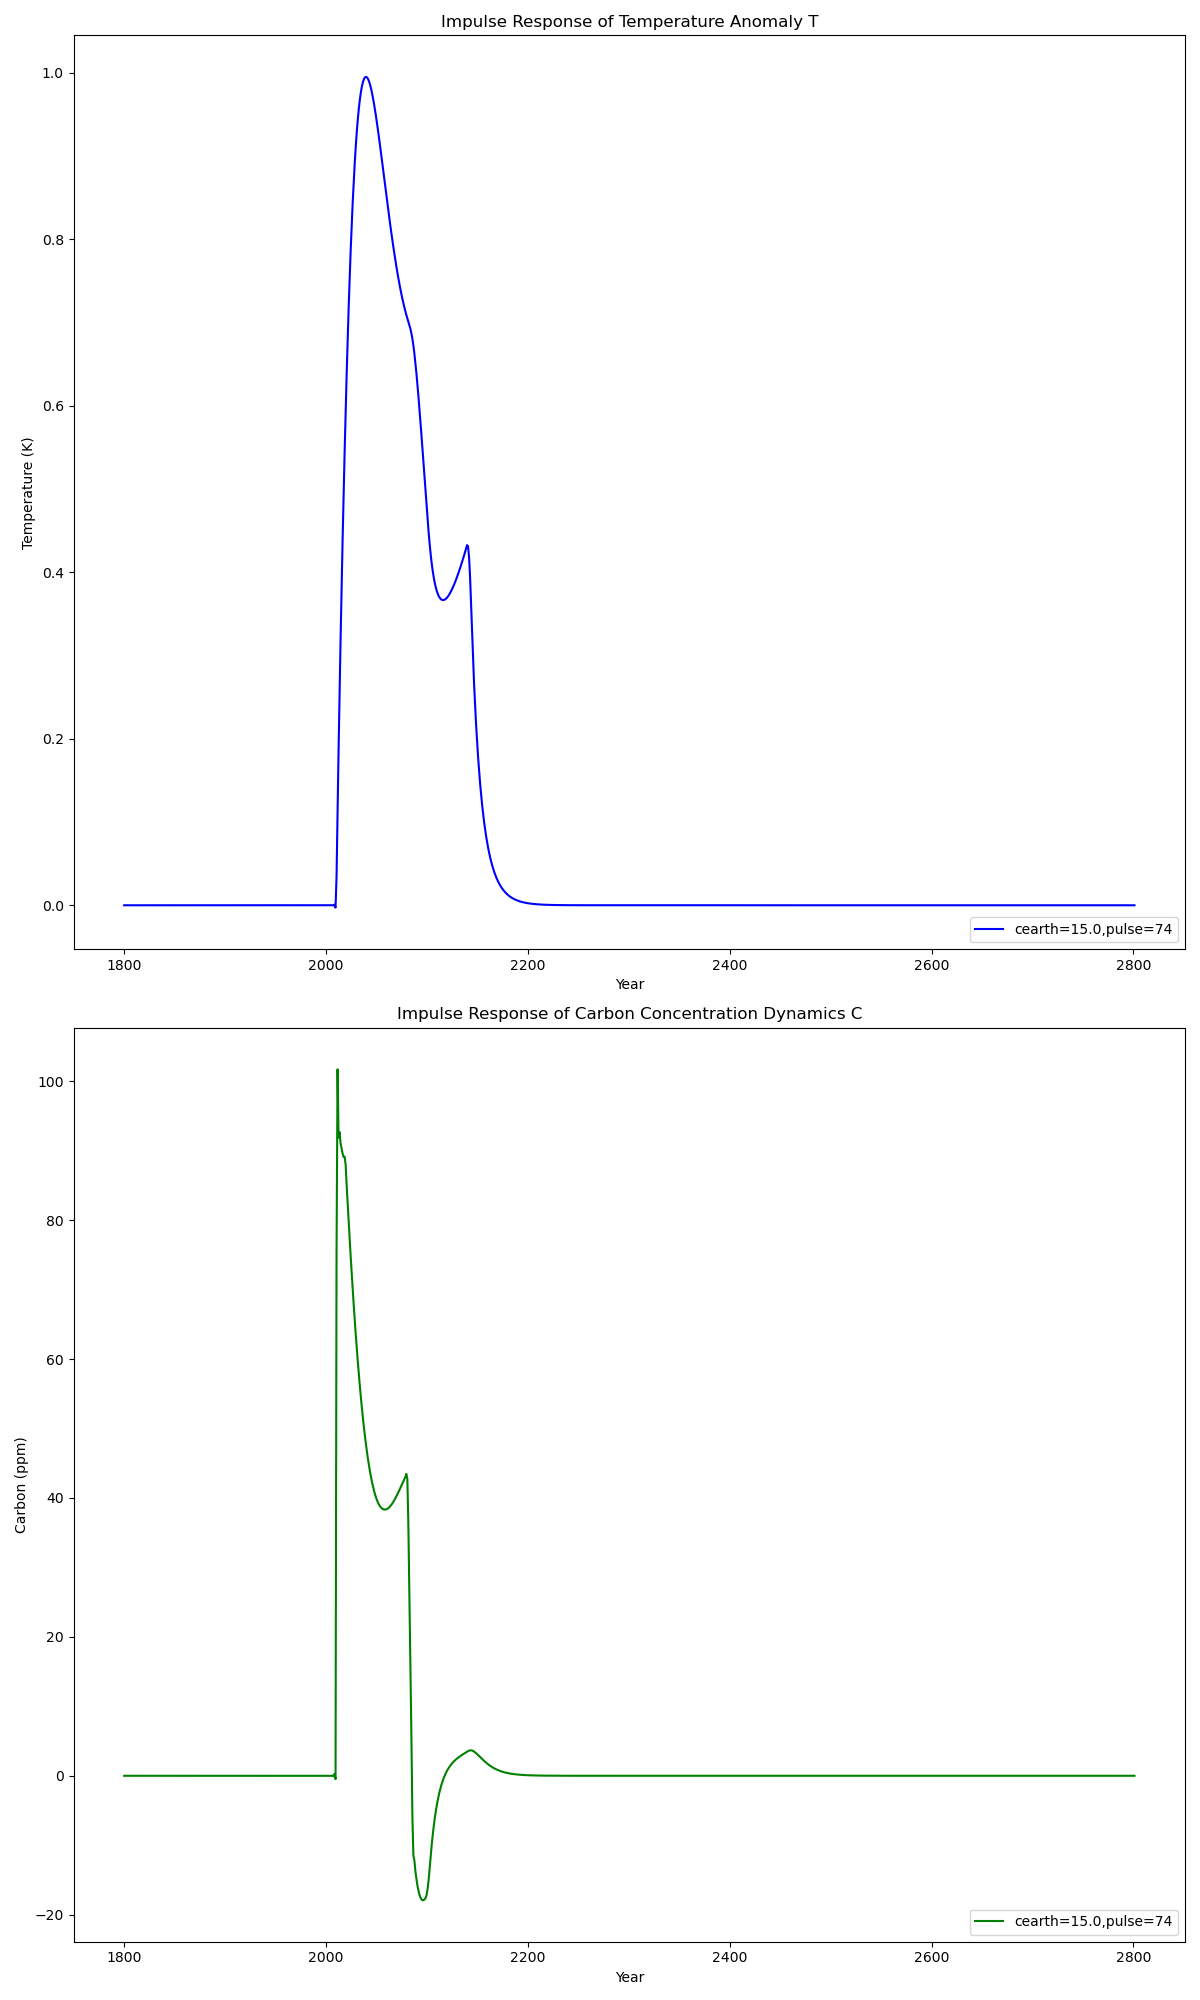 Impulse Response of Temperature Anomaly T
1.0
0.8
0.6
0.4
0.2
0.0
Temperature (K)
cearth=15.0,pulse=74
1800 2000 2200 2400 2600 2800
Year
Impulse Response of Carbon Concentration Dynamics C
100
80
60
40
20
0
−20
Carbon (ppm)
cearth=15.0,pulse=74
1800 2000 2200 2400 2600 2800
Year